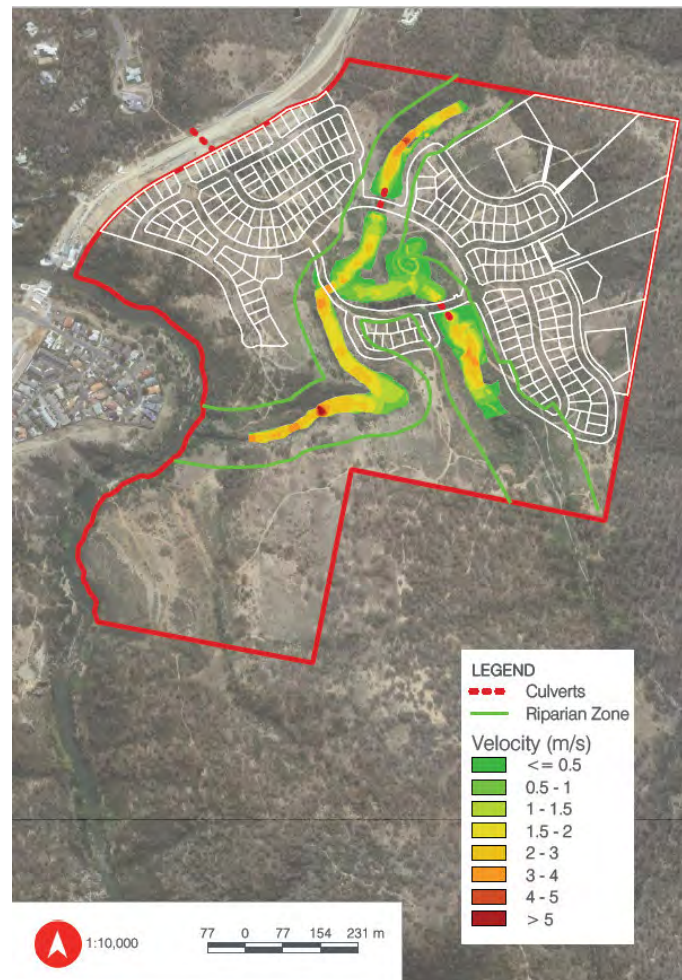 LEGEND
Culverts
Riparian Zone
Velocity (m/s)
<= 0.5
0.5 - 1
1 - 1.5
1.5 - 2
2 - 3
3 - 4
4 - 5
> 5
1:10,000
77 0 77 154 231 m